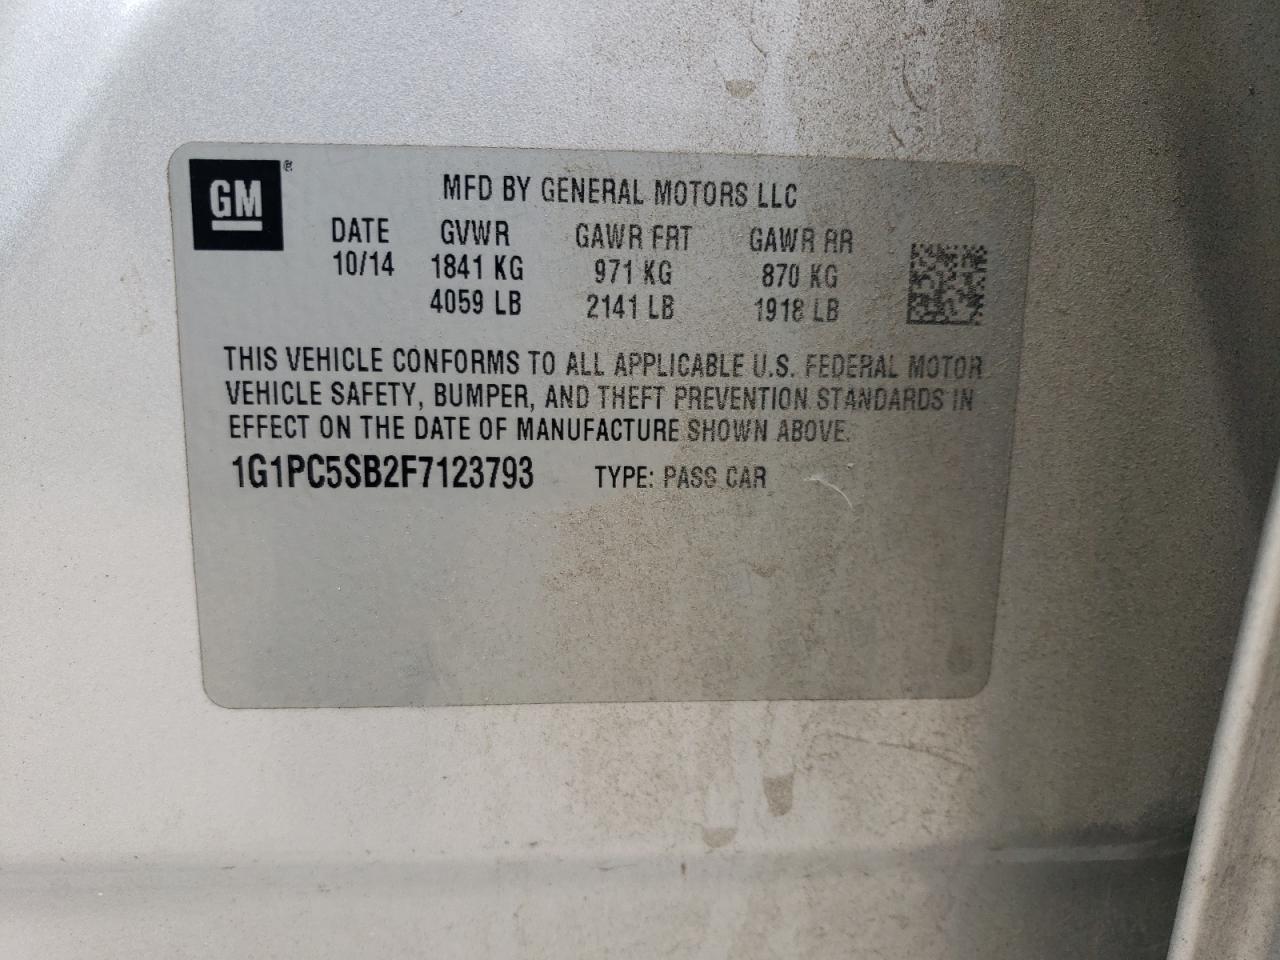 GM ®
MFD BY GENERAL MOTORS LLC
DATE GVWR GAWR FRT GAWR RR
10/14 1841 KG 971 KG 870 KG
4059 LB 2141 LB 1918 LB
THIS VEHICLE CONFORMS TO ALL APPLICABLE U.S. FEDERAL MOTOR
VEHICLE SAFETY, BUMPER, AND THEFT PREVENTION STANDARDS IN
EFFECT ON THE DATE OF MANUFACTURE SHOWN ABOVE.
1G1PC5SB2F7123793 TYPE: PASS CAR